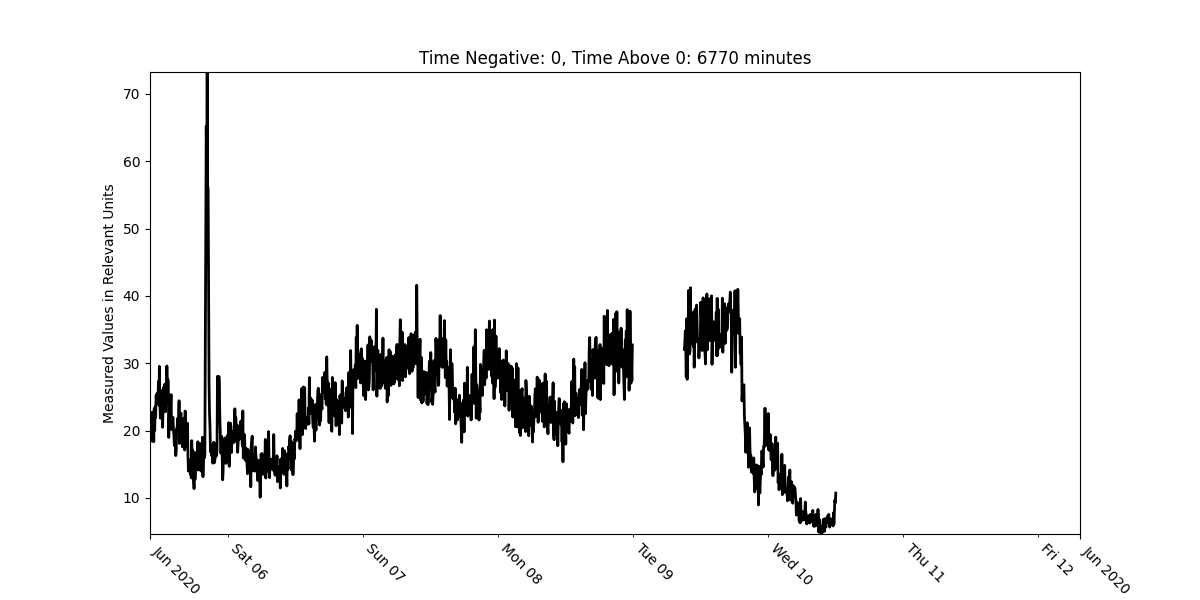 Time Negative: 0, Time Above 0: 6770 minutes
Measured Values in Relevant Units
70
60
50
40
30
20
10
Jun 2020
Sat 06
Sun 07
Mon 08
Tue 09
Wed 10
Thu 11
Fri 12
Jun 2020